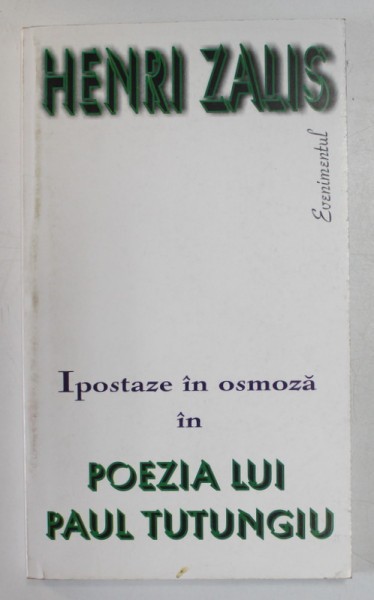 HENRI ZALIS
Evenimentul
Ipostaze în osmoză
în
POEZIA LUI
PAUL TUTUNGIU